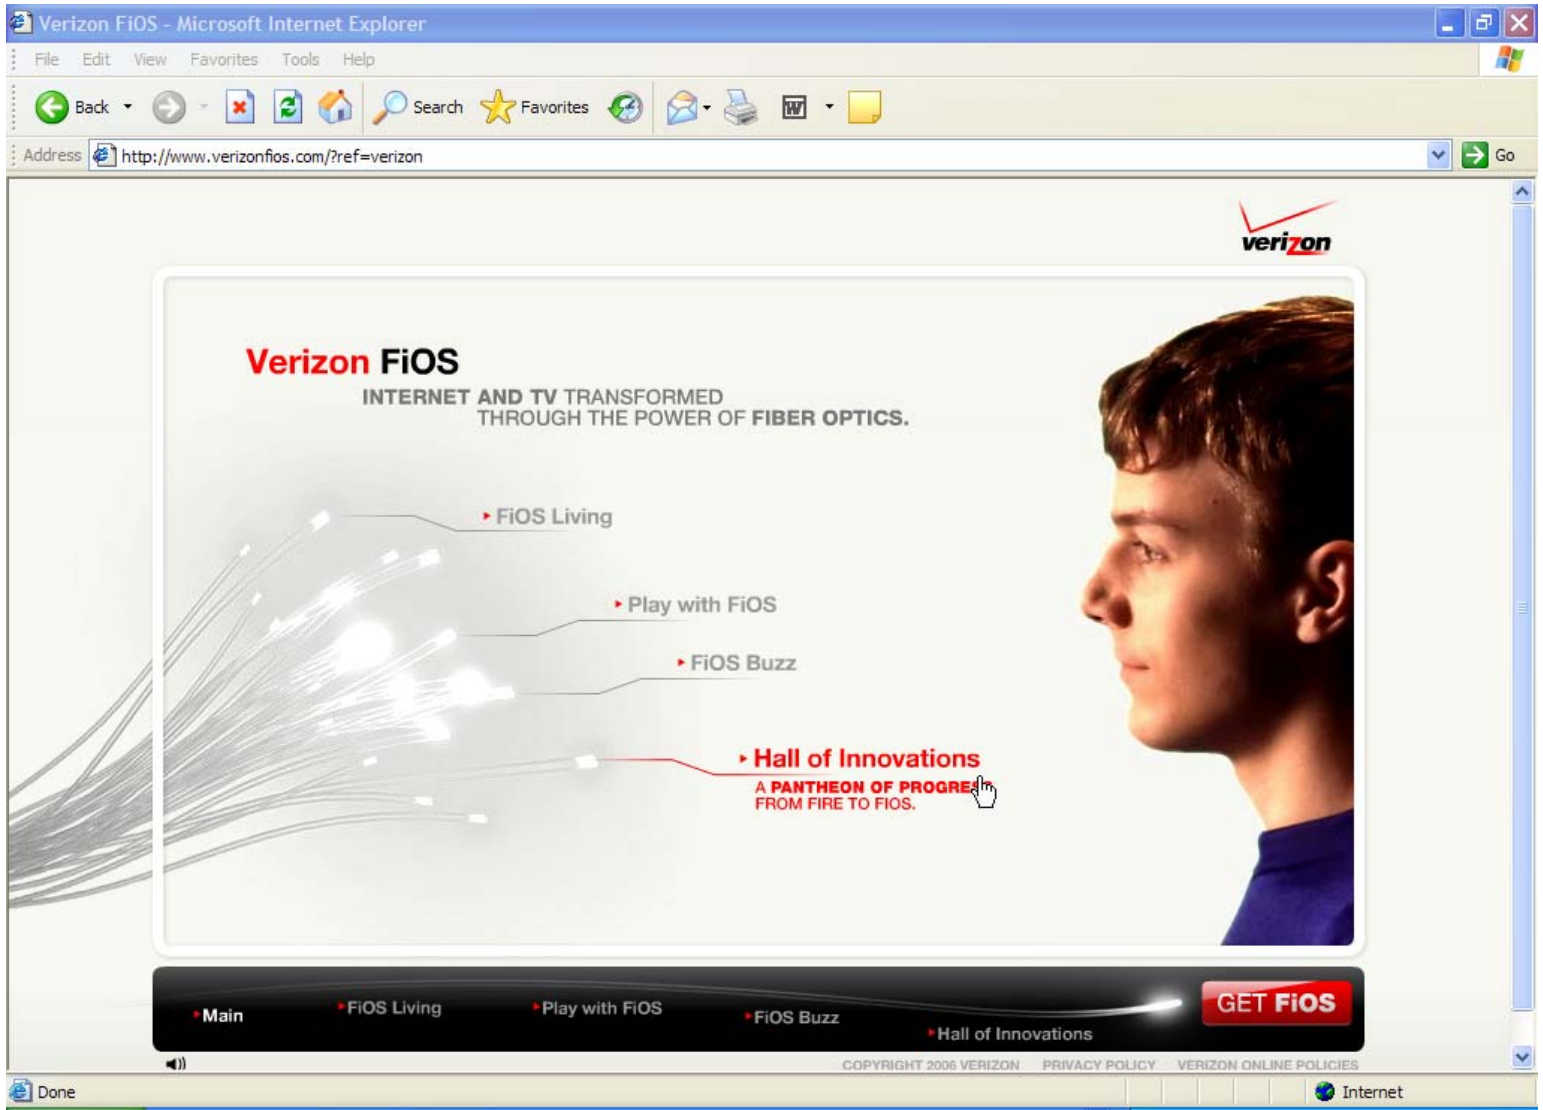 Verizon FiOS - Microsoft Internet Explorer
File Edit View Favorites Tools Help
Back Search Favorites W
Address http://www.verizonfios.com/?ref=verizon Go
verizon
Verizon FiOS
INTERNET AND TV TRANSFORMED
THROUGH THE POWER OF FIBER OPTICS.
FiOS Living
Play with FiOS
FiOS Buzz
Hall of Innovations
A PANTHEON OF
FROM FIRE TO FIOS.
Main FiOS Living Play with FiOS FiOS Buzz Hall of Innovations GET FiOS
COPYRIGHT 2006 VERIZON PRIVACY POLICY VERIZON ONLINE POLICIES
Done Internet